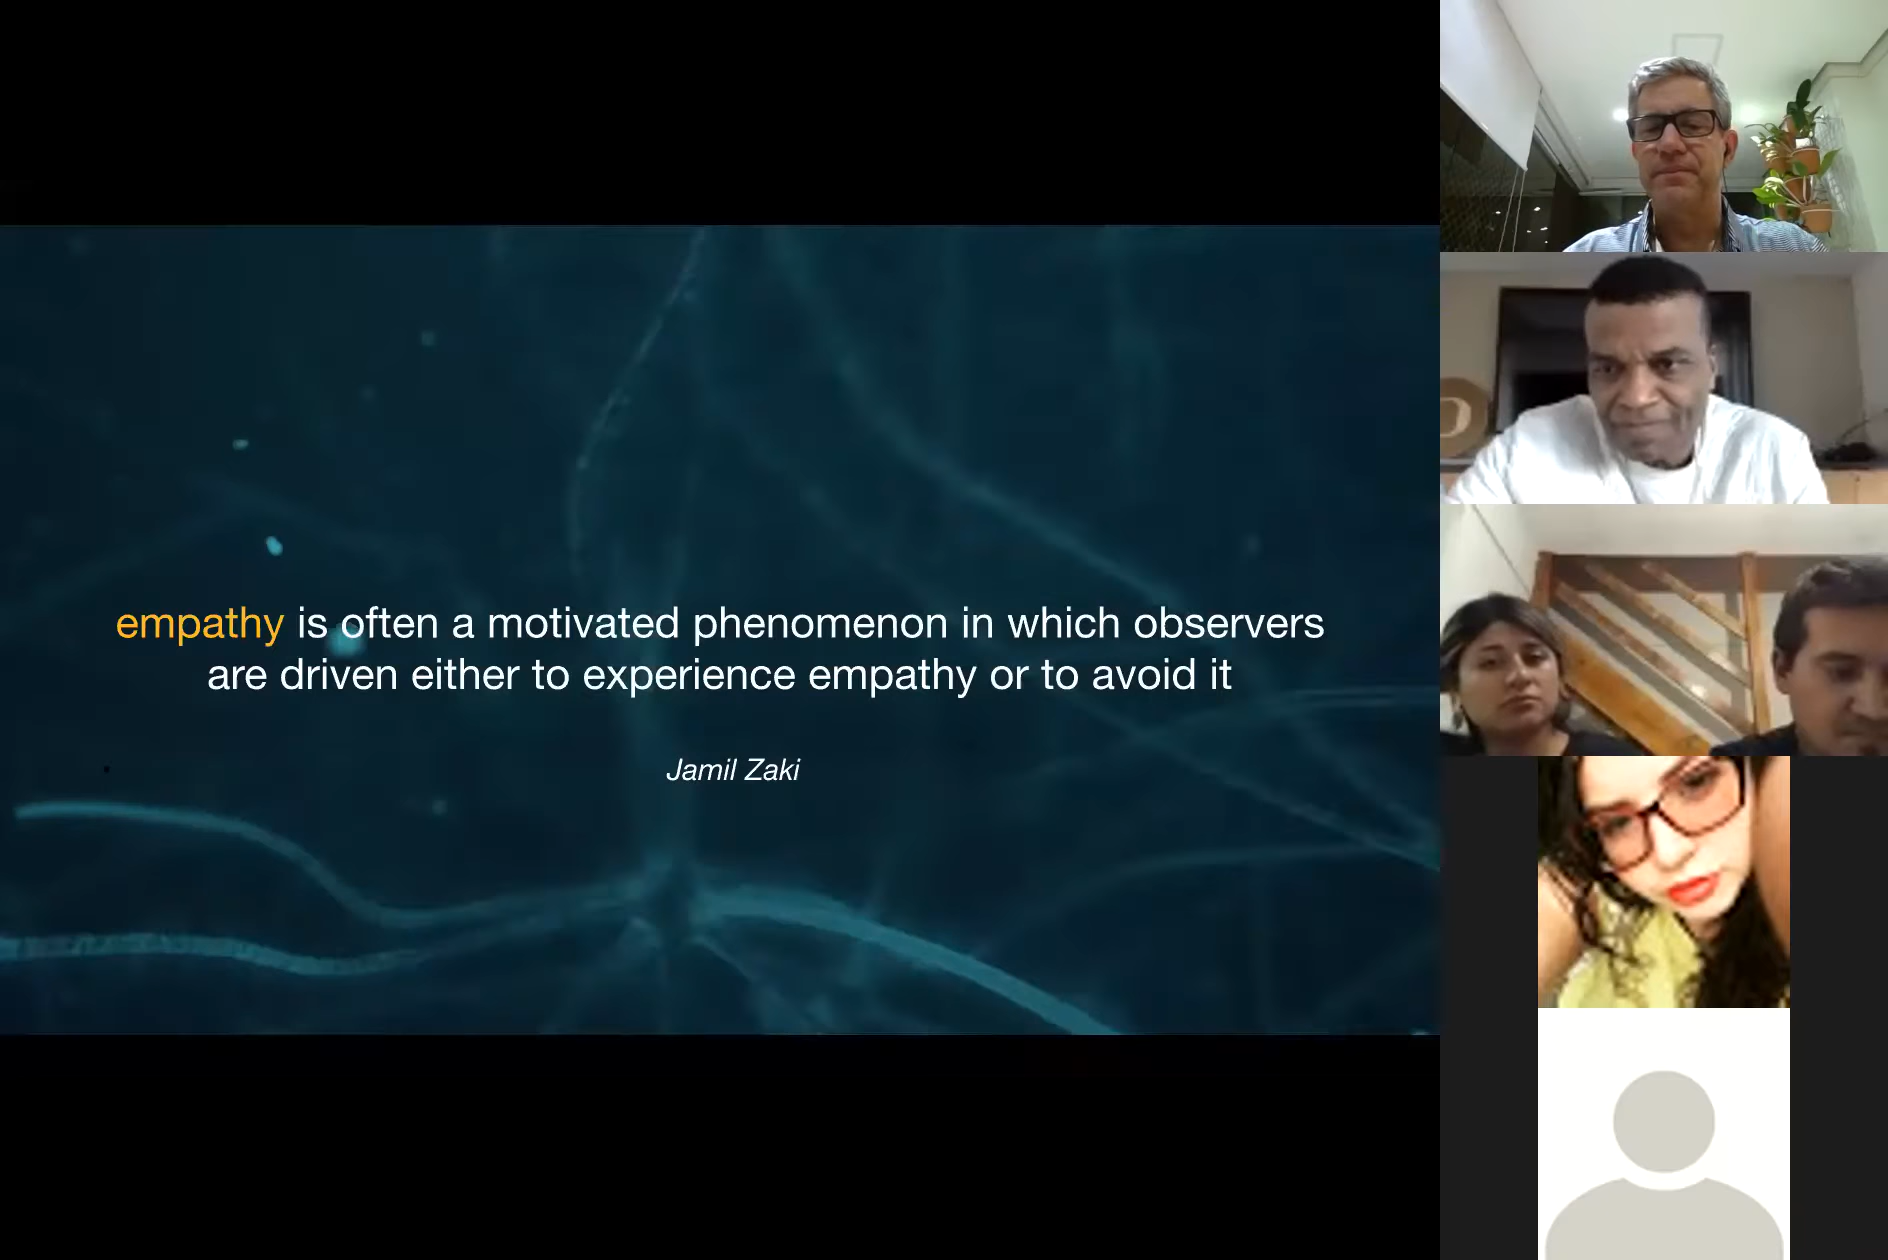 empathy is often a motivated phenomenon in which observers
are driven either to experience empathy or to avoid it
Jamil Zaki